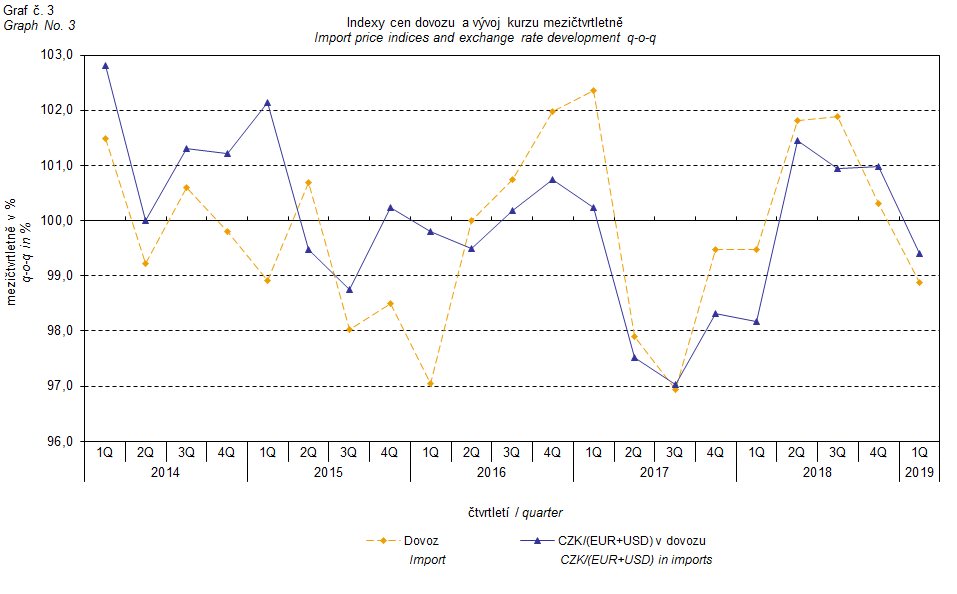 Graf č. 3
Graph No. 3
Indexy cen dovozu a vývoj kurzu mezičtvrtletně
Import price indices and exchange rate development q-o-q
mezičtvrtletně v %
q-o-q in %
103,0
102,0
101,0
100,0
99,0
98,0
97,0
96,0
1Q 2Q 3Q 4Q 1Q 2Q 3Q 4Q 1Q 2Q 3Q 4Q 1Q 2Q 3Q 4Q 1Q 2Q 3Q 4Q 1Q
2014 2015 2016 2017 2018 2019
čtvrtletí / quarter
Dovoz CZK/(EUR+USD) v dovozu
Import CZK/(EUR+USD) in imports